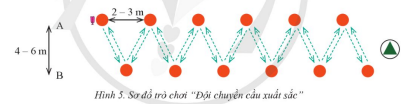 2 – 3 m
A
4 – 6 m
B
Hình 5. Sơ đồ trò chơi “Đội chuyền cầu xuất sắc”